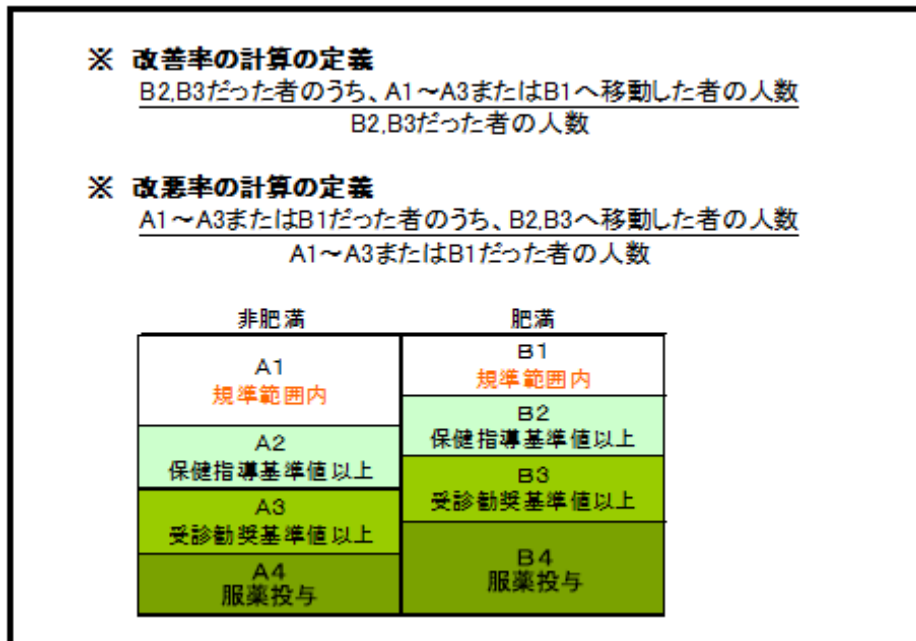 ※ 改善率の計算の定義
B2,B3だった者のうち、A1～A3またはB1へ移動した者の人数
B2,B3だった者の人数
※ 改悪率の計算の定義
A1～A3またはB1だった者のうち、B2,B3へ移動した者の人数
A1～A3またはB1だった者の人数
非肥満
肥満
A1
規準範囲内
B1
規準範囲内
A2
保健指導基準値以上
B2
保健指導基準値以上
A3
受診勧奨基準値以上
B3
受診勧奨基準値以上
A4
服薬投与
B4
服薬投与